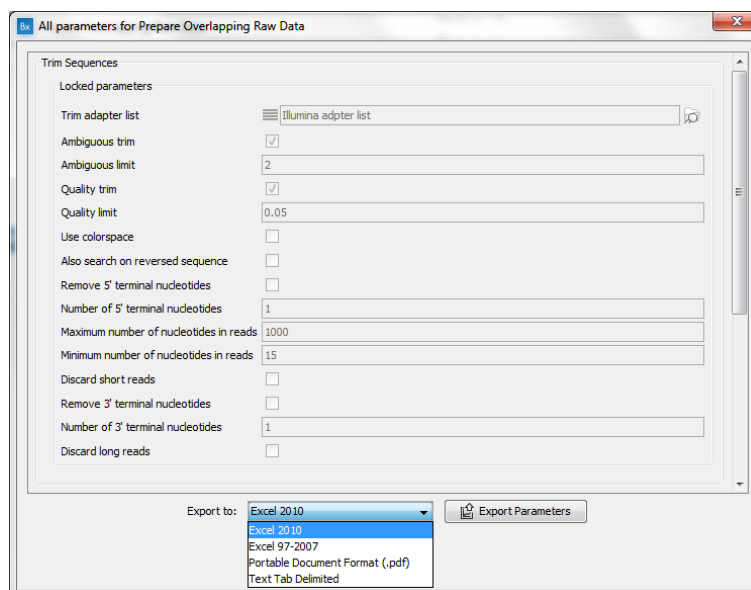 Bx All parameters for Prepare Overlapping Raw Data
Trim Sequences
Locked parameters
Trim adapter list Illumina adpter list
Ambiguous trim
Ambiguous limit 2
Quality trim
Quality limit 0.05
Use colorspace
Also search on reversed sequence
Remove 5' terminal nucleotides
Number of 5' terminal nucleotides 1
Maximum number of nucleotides in reads 1000
Minimum number of nucleotides in reads 15
Discard short reads
Remove 3' terminal nucleotides
Number of 3' terminal nucleotides 1
Discard long reads
Export to: Excel 2010 Export Parameters
Excel 2010
Excel 97-2007
Portable Document Format (.pdf)
Text Tab Delimited